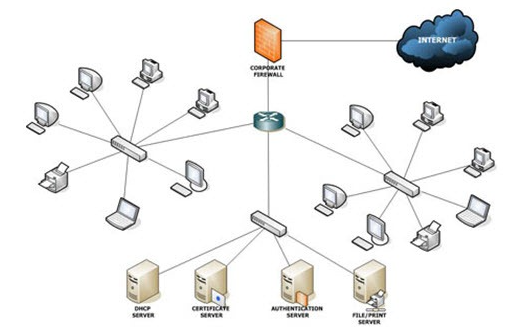 INTERNET
CORPORATE
FIREWALL
DHCP
SERVER
CERTIFICATE
SERVER
AUTHENTICATION
SERVER
FILE/PRINT
SERVER